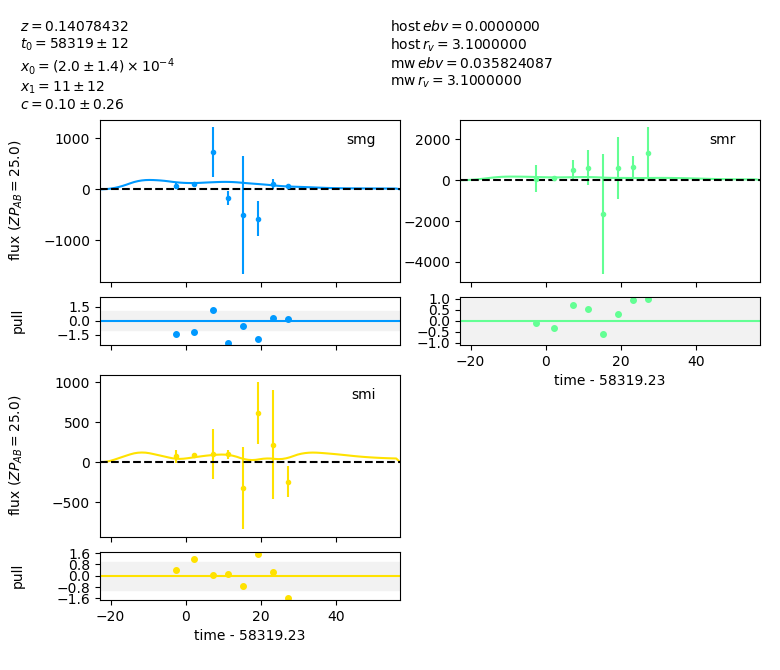 z = 0.14078432
t₀ = 58319 ± 12
x₀ = (2.0 ± 1.4) × 10⁻⁴
x₁ = 11 ± 12
c = 0.10 ± 0.26
host ebv = 0.0000000
host r_v = 3.1000000
mw ebv = 0.035824087
mw r_v = 3.1000000
smg
flux (ZP_AB = 25.0)
1000
0
−1000
smr
2000
0
−2000
−4000
pull
1.5
0.0
−1.5
1.0
0.5
0.0
−0.5
−1.0
−20 0 20 40
time - 58319.23
smi
flux (ZP_AB = 25.0)
1000
500
0
−500
pull
1.6
0.8
0.0
−0.8
−1.6
−20 0 20 40
time - 58319.23